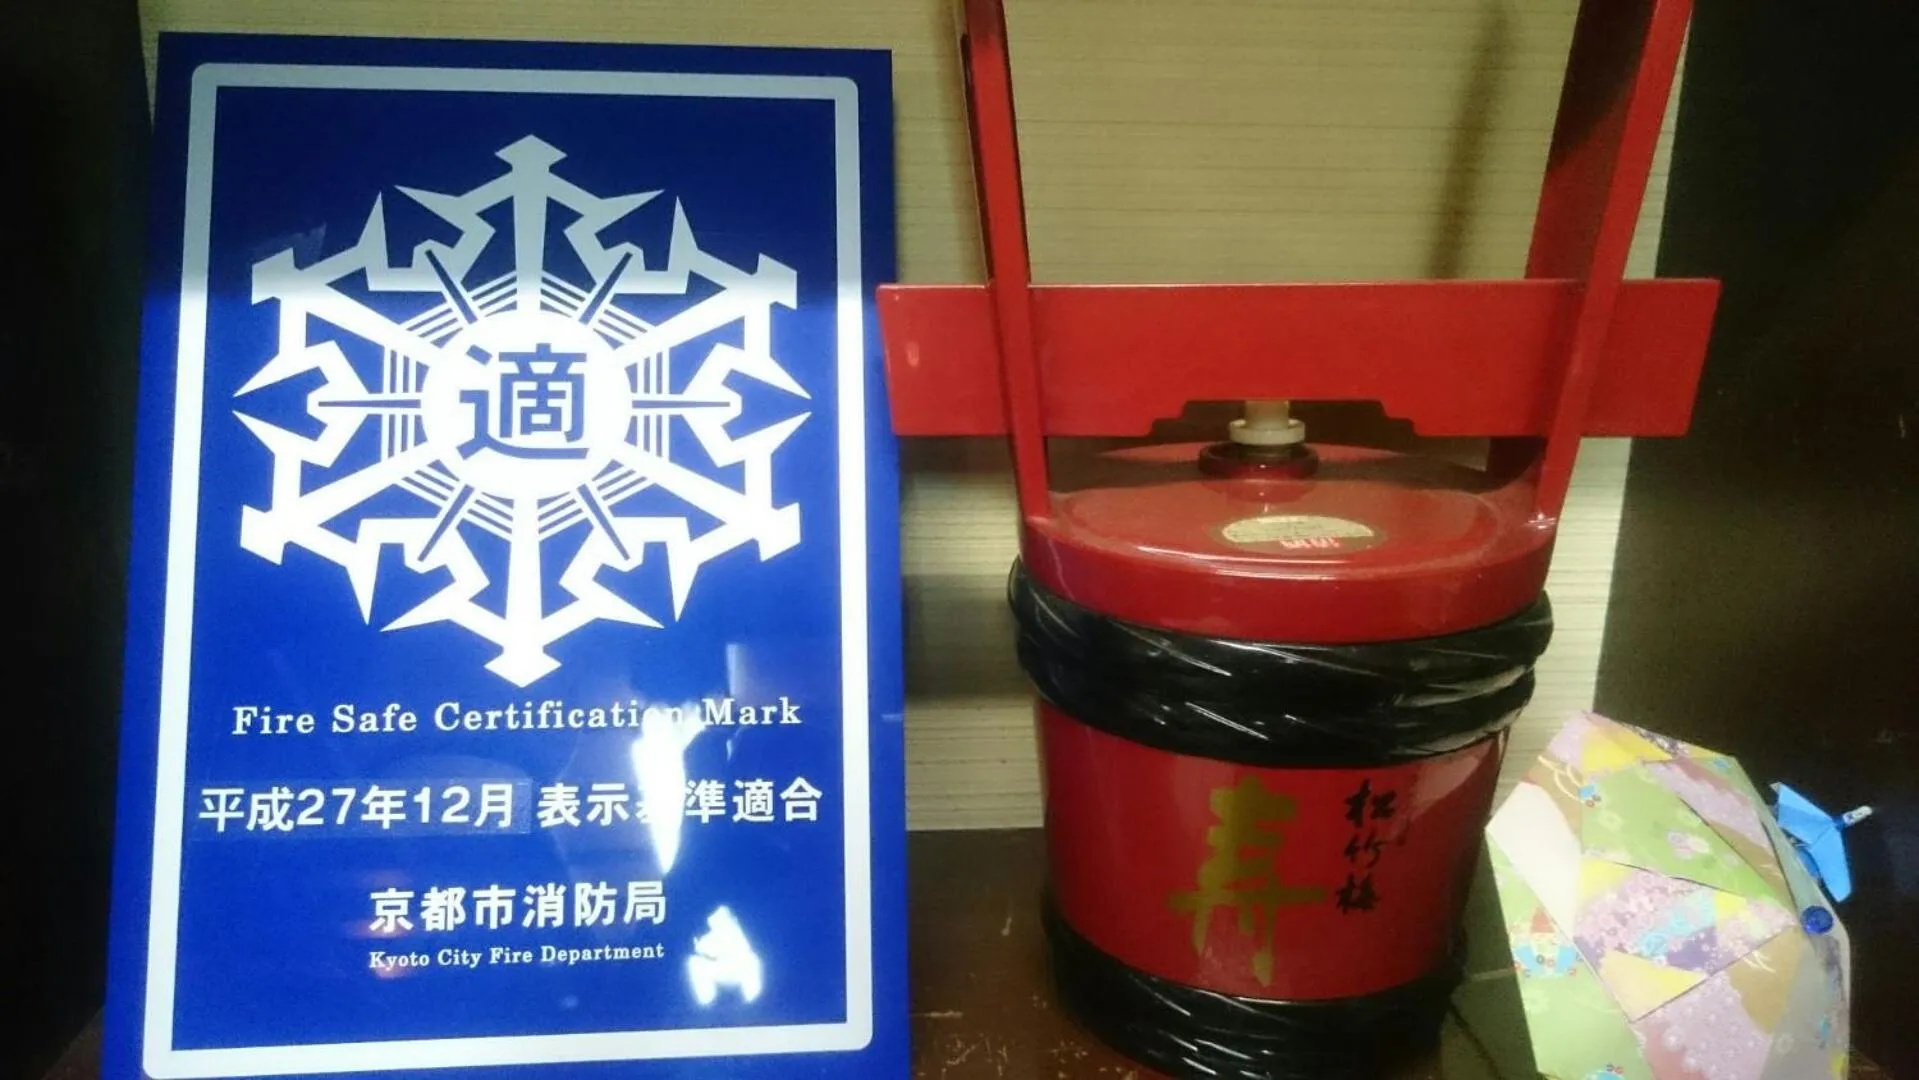 適
Fire Safe Certification Mark
平成27年12月 表示基準適合
京都市消防局
Kyoto City Fire Department
寿
松竹梅